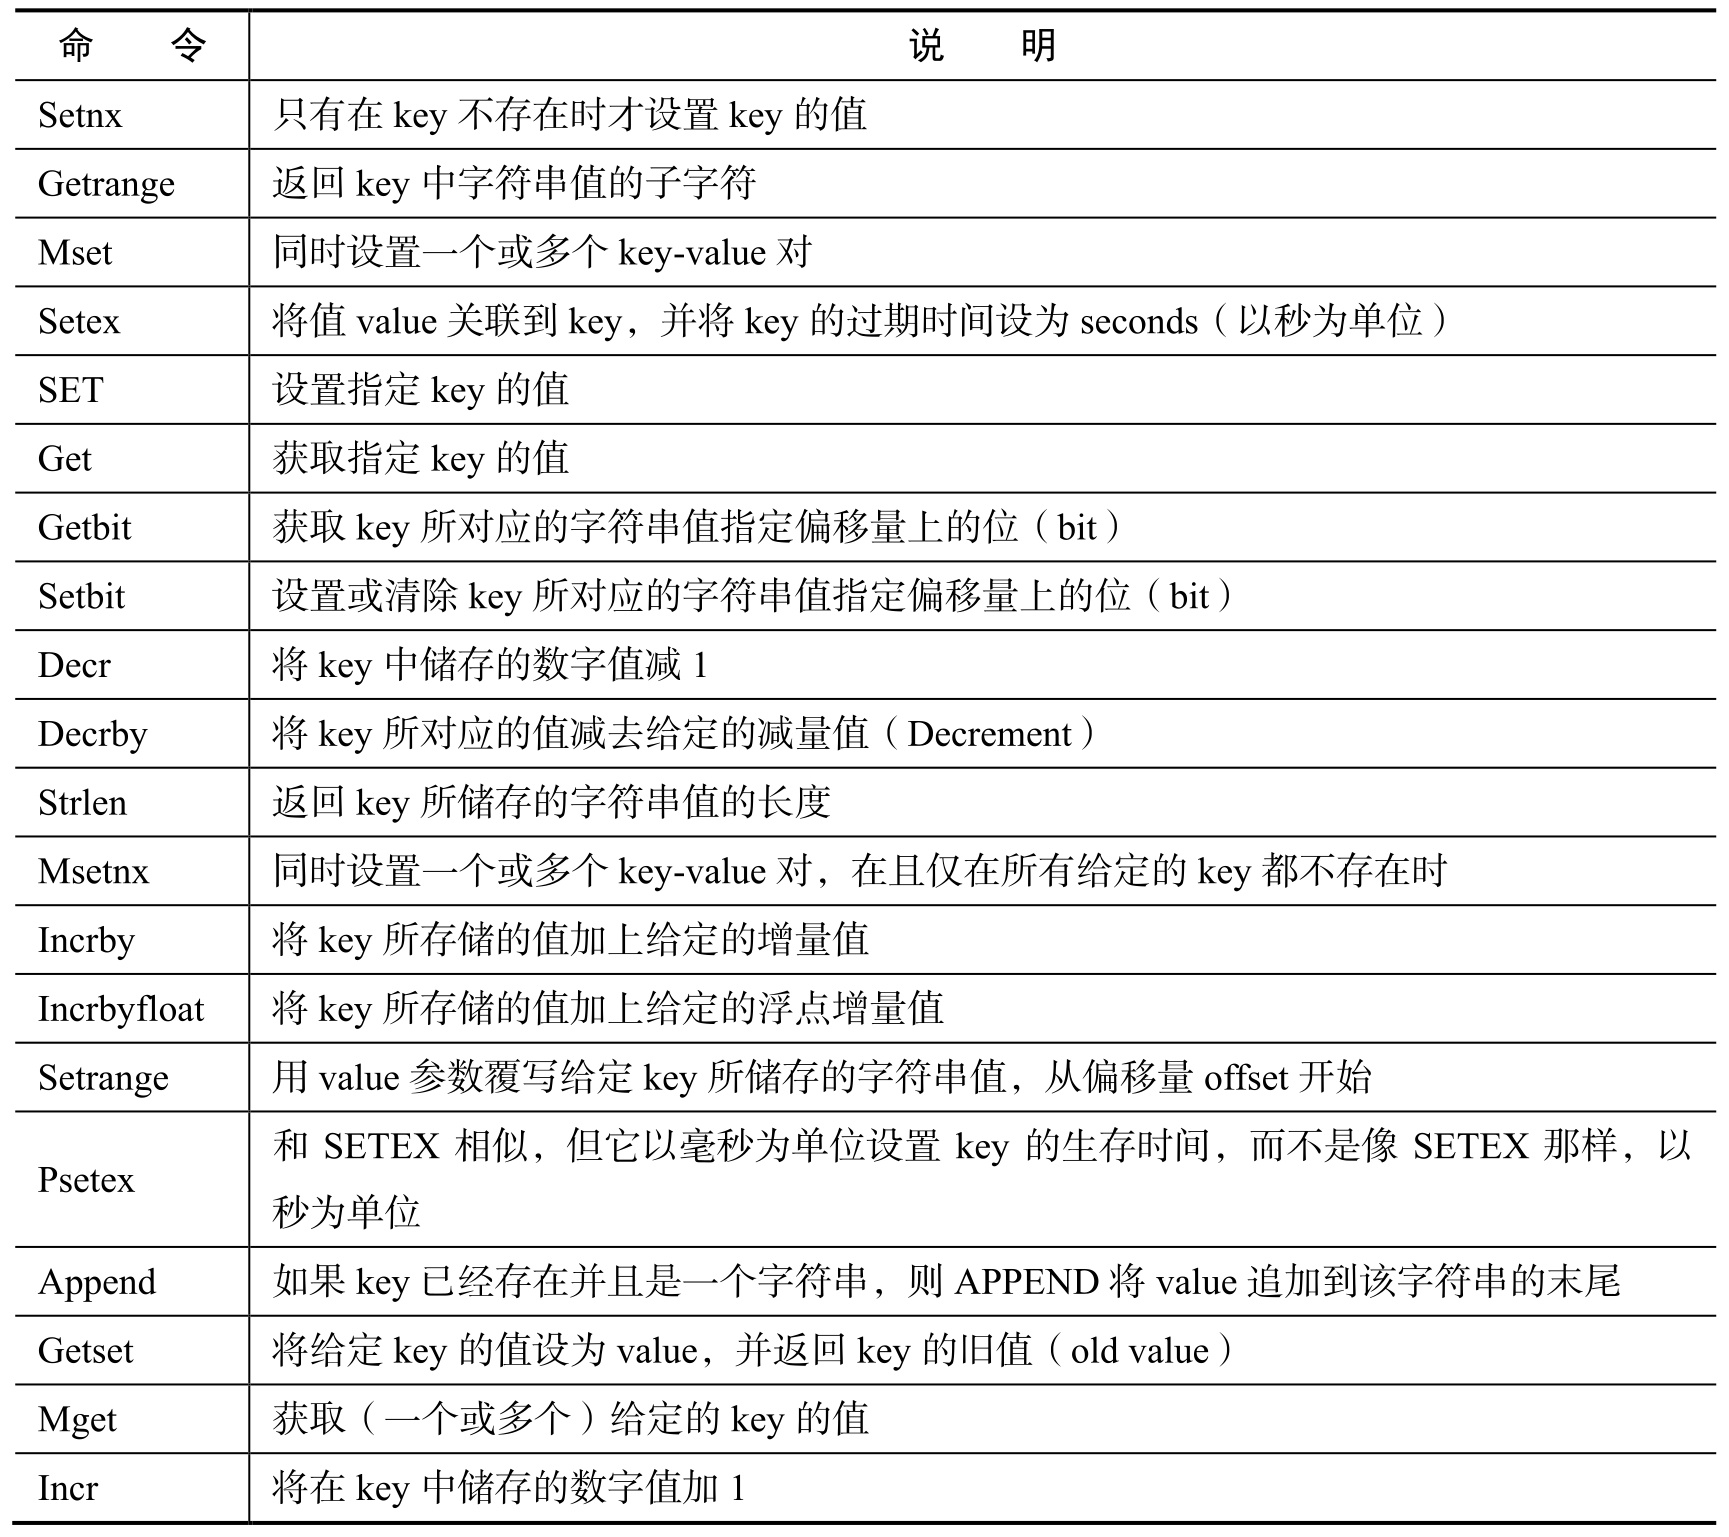 命 令 说 明
Setnx 只有在 key 不存在时才设置 key 的值
Getrange 返回 key 中字符串值的子字符
Mset 同时设置一个或多个 key-value 对
Setex 将值 value 关联到 key，并将 key 的过期时间设为 seconds（以秒为单位）
SET 设置指定 key 的值
Get 获取指定 key 的值
Getbit 获取 key 所对应的字符串值指定偏移量上的位（bit）
Setbit 设置或清除 key 所对应的字符串值指定偏移量上的位（bit）
Decr 将 key 中储存的数字值减 1
Decrby 将 key 所对应的值减去给定的减量值（Decrement）
Strlen 返回 key 所储存的字符串值的长度
Msetnx 同时设置一个或多个 key-value 对，在且仅在所有给定的 key 都不存在时
Incrby 将 key 所存储的值加上给定的增量值
Incrbyfloat 将 key 所存储的值加上给定的浮点增量值
Setrange 用 value 参数覆写给定 key 所储存的字符串值，从偏移量 offset 开始
Psetex 和 SETEX 相似，但它以毫秒为单位设置 key 的生存时间，而不是像 SETEX 那样，以
秒为单位
Append 如果 key 已经存在并且是一个字符串，则 APPEND 将 value 追加到该字符串的末尾
Getset 将给定 key 的值设为 value，并返回 key 的旧值（old value）
Mget 获取（一个或多个）给定的 key 的值
Incr 将在 key 中储存的数字值加 1